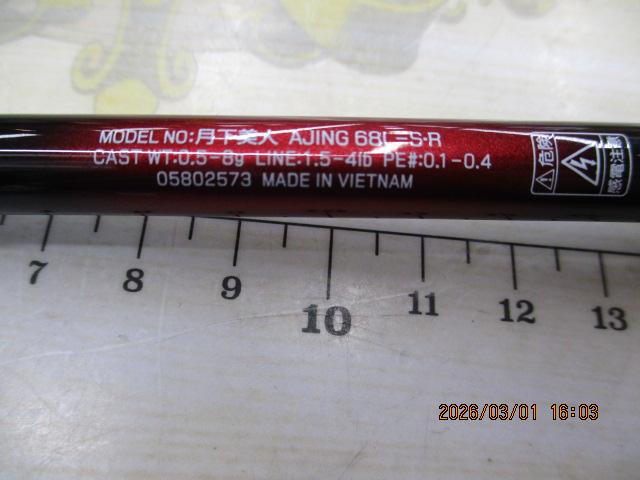 MODEL NO:月下美人 AJING 68L-S・R
CAST WT:0.5-8g LINE:1.5-4lb PE#:0.1-0.4
05802573 MADE IN VIETNAM
危険
感電注意
7 8 9 10 11 12 13
2026/03/01 16:03